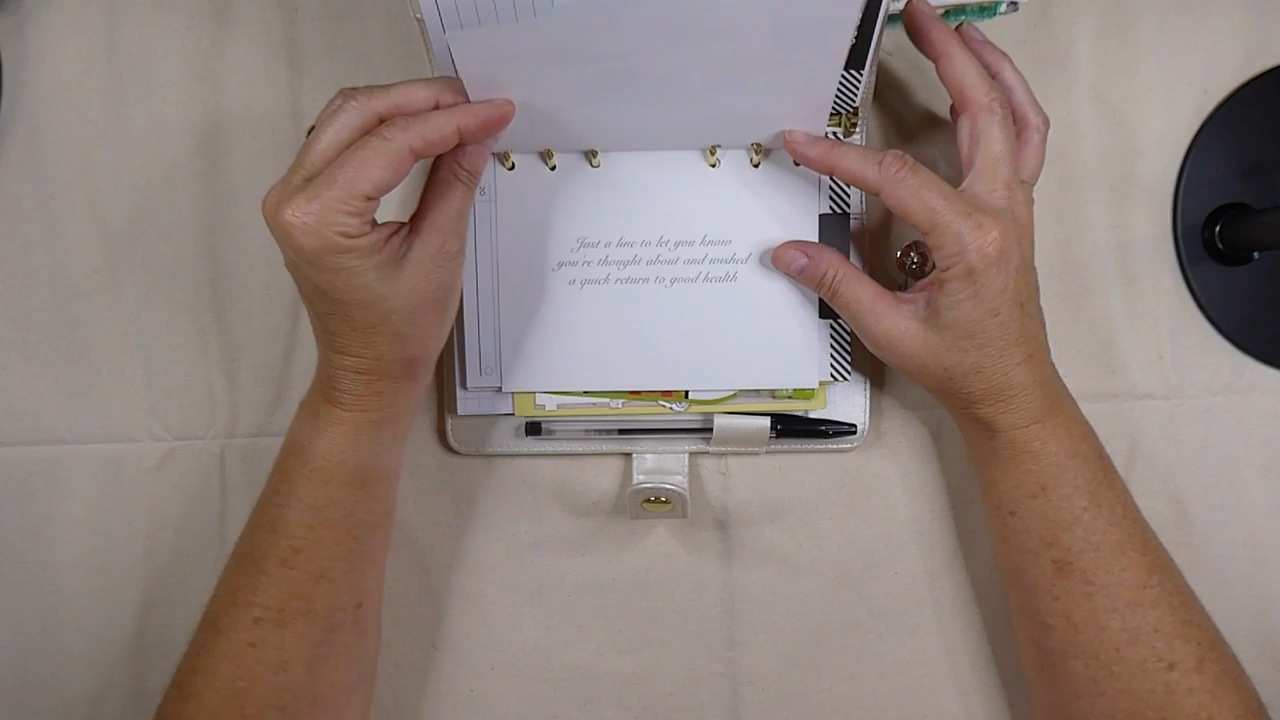 Just a line to let you know
you're thought about and wished
a quick return to good health